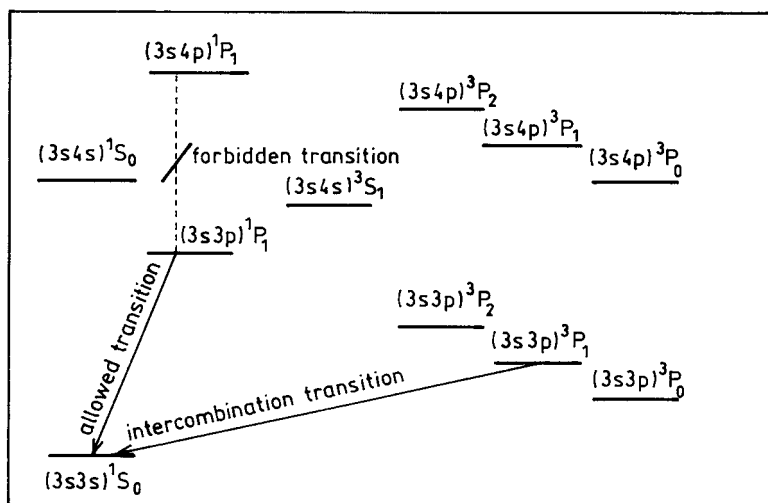 (3s4p)¹P₁
(3s4p)³P₂
(3s4p)³P₁
(3s4p)³P₀
(3s4s)¹S₀
forbidden transition
(3s4s)³S₁
(3s3p)¹P₁
(3s3p)³P₂
(3s3p)³P₁
(3s3p)³P₀
allowed transition
intercombination transition
(3s3s)¹S₀